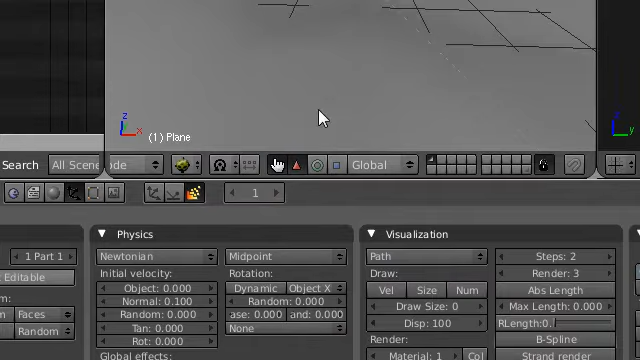 z
x
(1) Plane
y
Search
All Scene
ode
Global
1
1 Part 1
Editable
m:
m
Faces
Random
Physics
Newtonian
Midpoint
Initial velocity:
Rotation:
Object: 0.000
Dynamic
Object X
Normal: 0.100
Random: 0.000
Random: 0.000
ase: 0.000
and: 0.000
Tan: 0.000
None
Rot: 0.000
Global effects:
Visualization
Path
Steps: 2
Draw:
Render: 3
Vel
Size
Num
Abs Length
Draw Size: 0
Max Length: 0.000
Disp: 100
RLength:0.
Render:
B-Spline
Material: 1
Col
Strand render